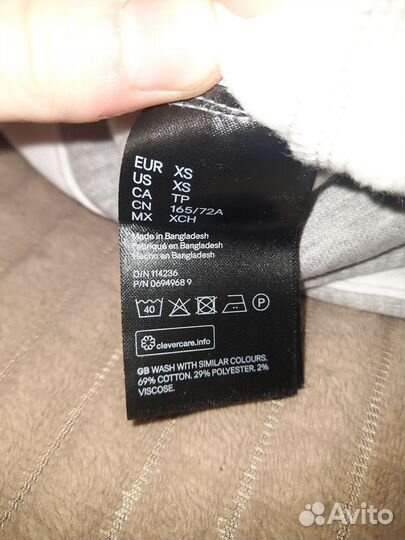 EUR XS
US XS
CA TP
CN 165/72A
MX XCH
Made in Bangladesh
Fabriqué en Bangladesh
Hecho en Bangladesh
O/N 114236
P/N 0694968 9
40
P
clevercare.info
GB WASH WITH SIMILAR COLOURS.
69% COTTON. 29% POLYESTER. 2%
VISCOSE.
Avito